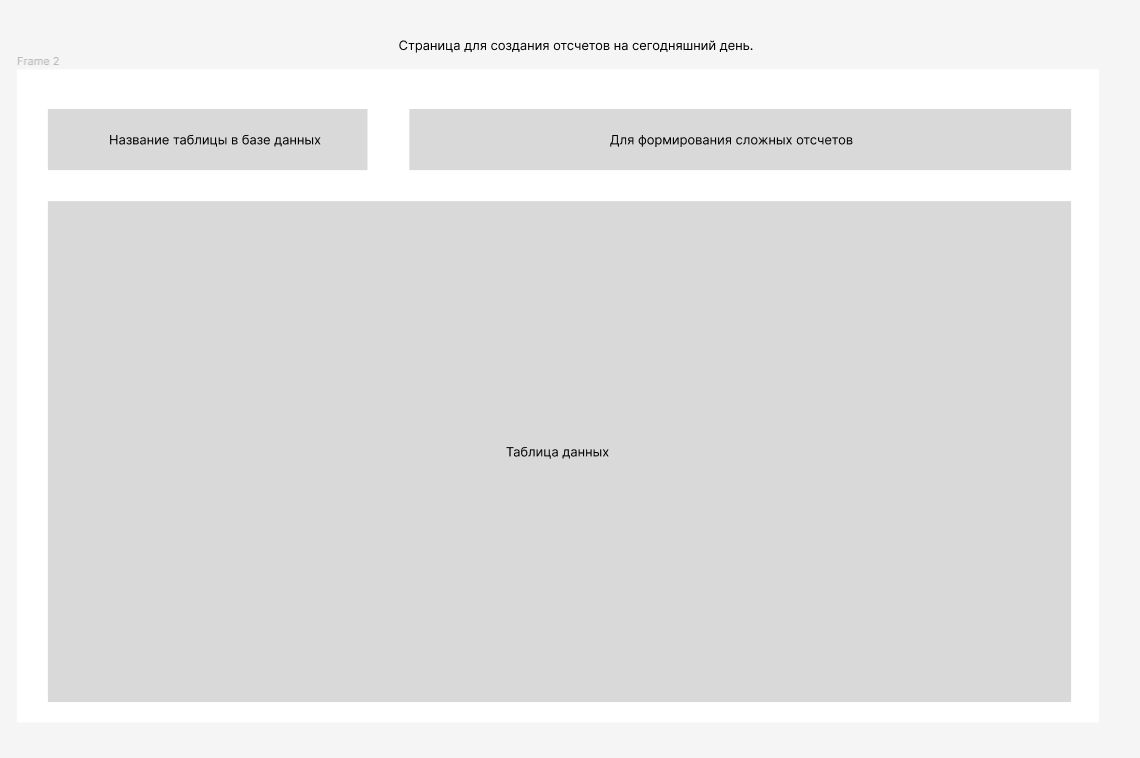 Страница для создания отсчетов на сегодняшний день.
Frame 2
Название таблицы в базе данных
Для формирования сложных отсчетов
Таблица данных